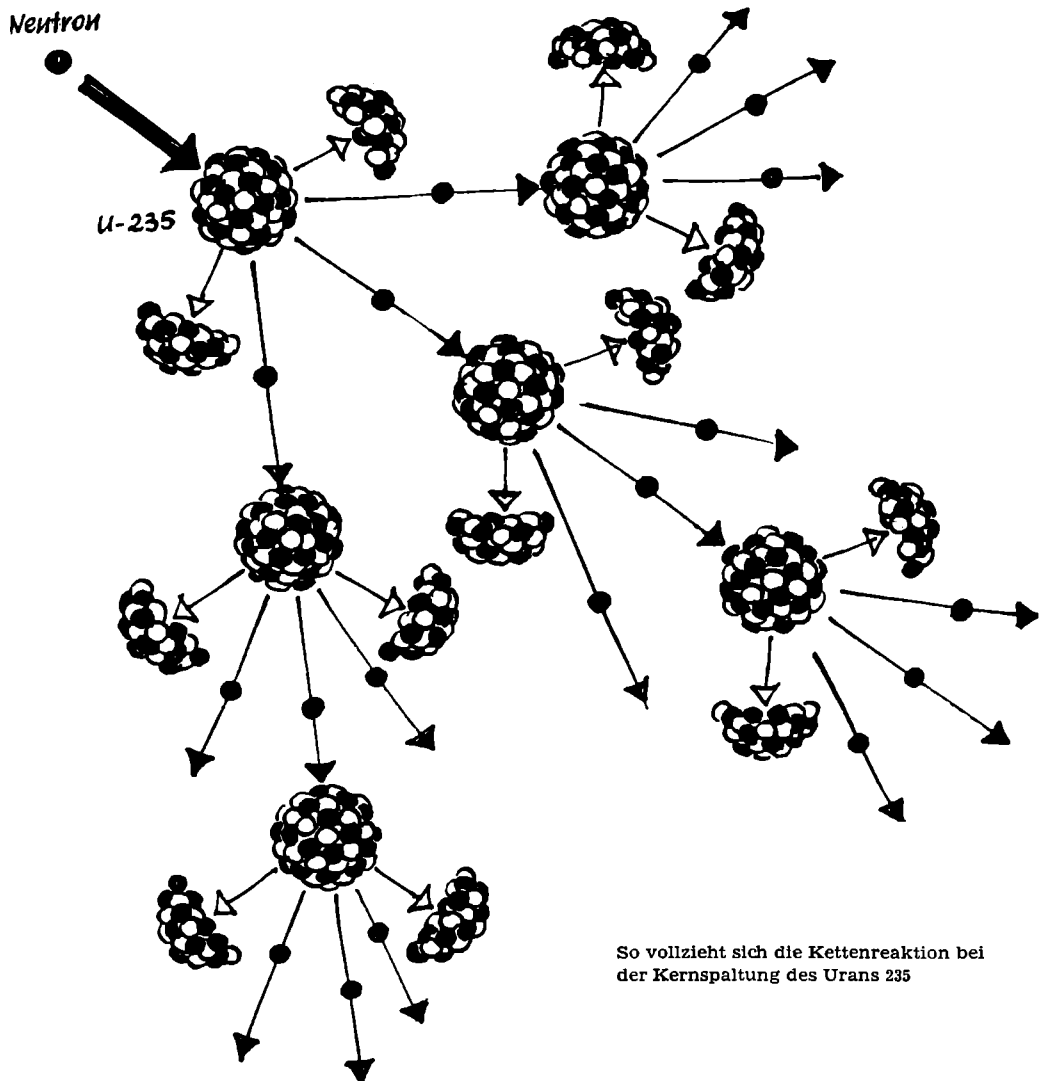 Neutron
U-235
So vollzieht sich die Kettenreaktion bei
der Kernspaltung des Urans 235